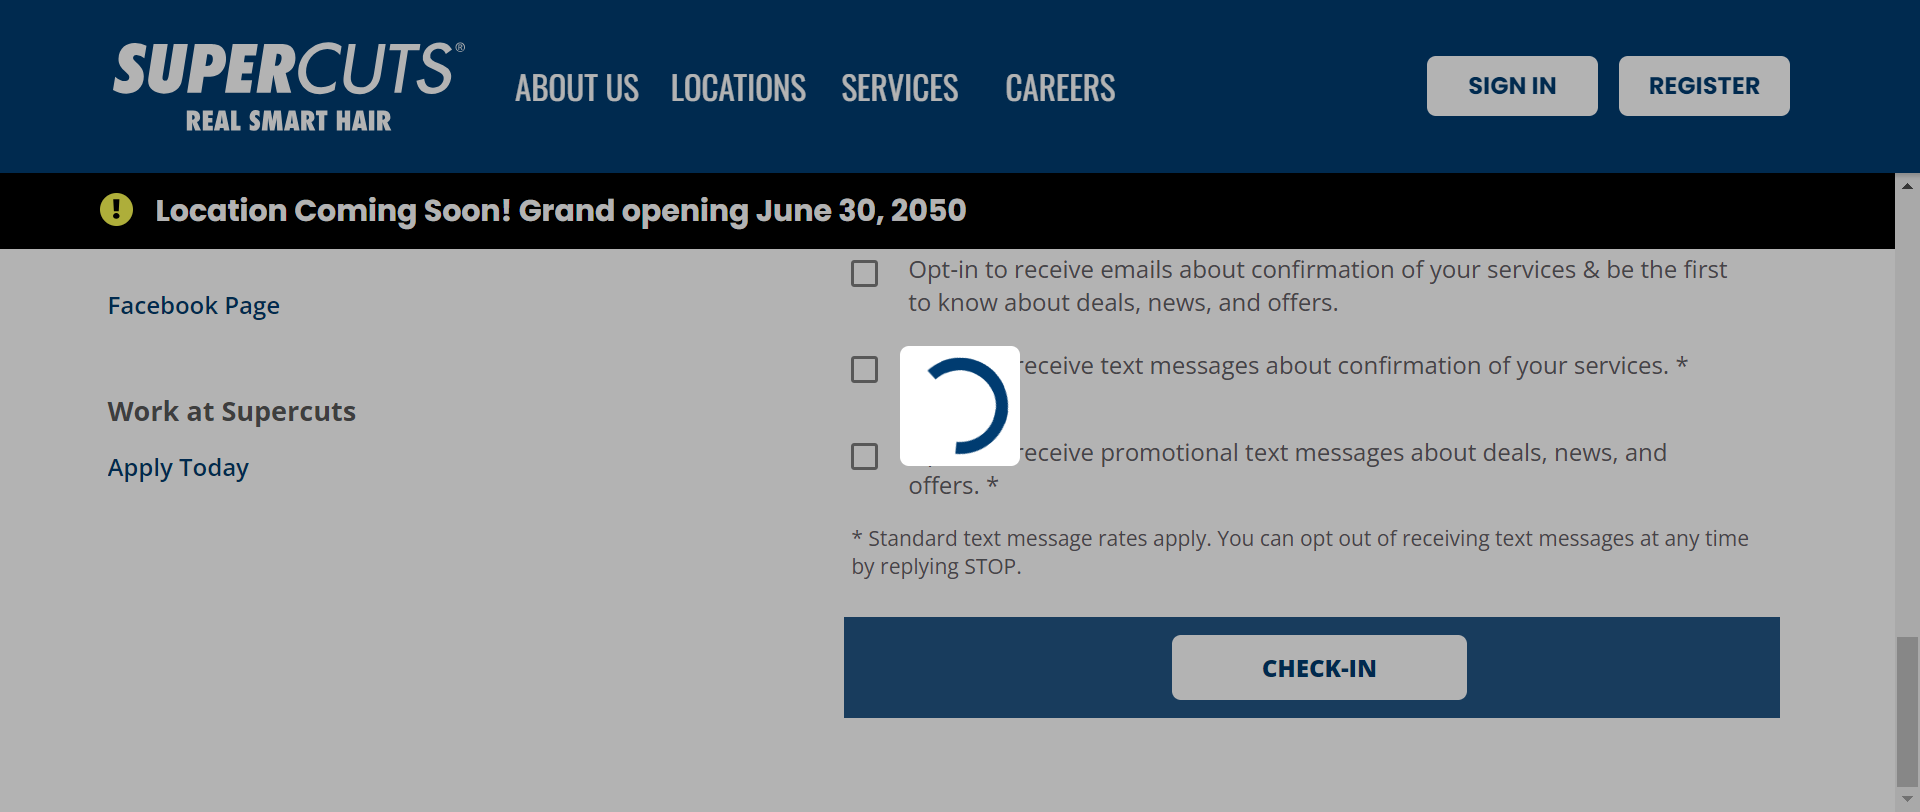 SUPERCUTS®
REAL SMART HAIR
ABOUT US LOCATIONS SERVICES CAREERS
SIGN IN REGISTER
Location Coming Soon! Grand opening June 30, 2050
Facebook Page
Work at Supercuts
Apply Today
Opt-in to receive emails about confirmation of your services & be the first
to know about deals, news, and offers.
receive text messages about confirmation of your services. *
receive promotional text messages about deals, news, and
offers. *
* Standard text message rates apply. You can opt out of receiving text messages at any time
by replying STOP.
CHECK-IN